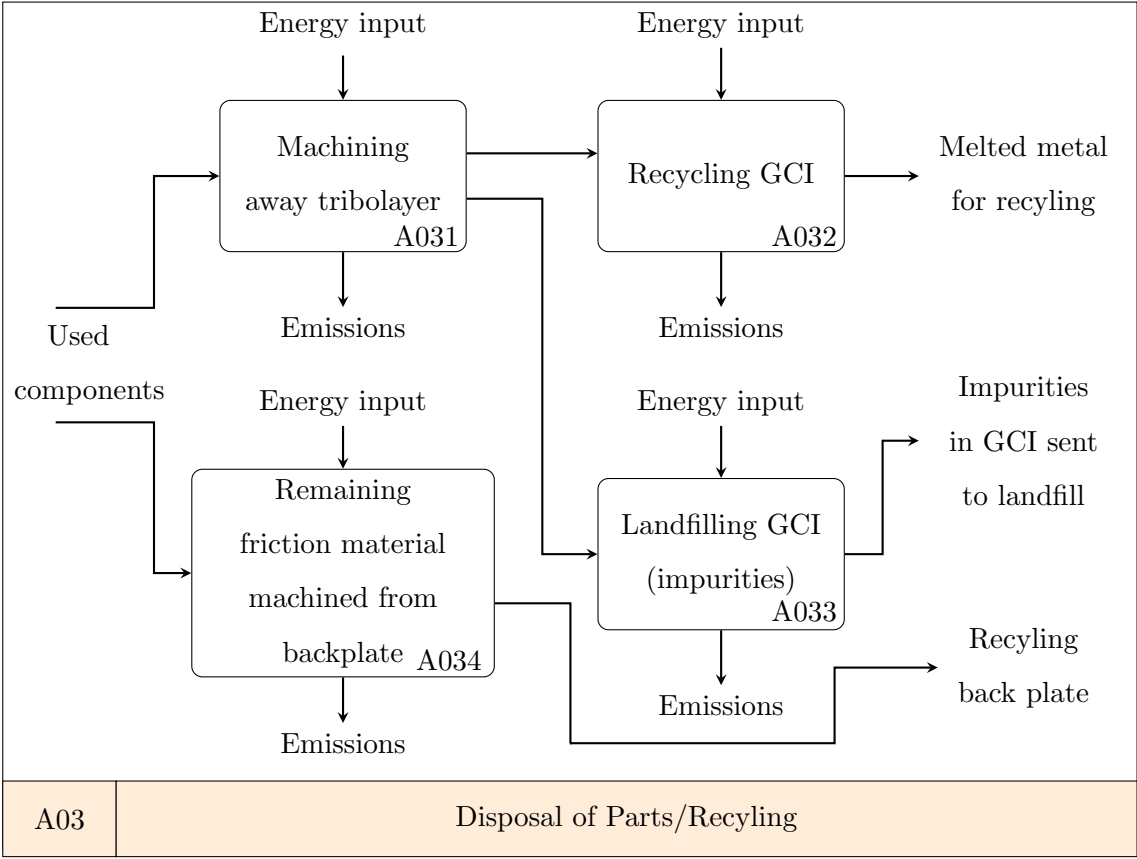 Energy input
Energy input
Machining
away tribolayer
A031
Recycling GCI
A032
Melted metal
for recyling
Emissions
Emissions
Used
components
Energy input
Energy input
Remaining
friction material
machined from
backplate
A034
Landfilling GCI
(impurities)
A033
Impurities
in GCI sent
to landfill
Recyling
back plate
Emissions
Emissions
A03
Disposal of Parts/Recyling